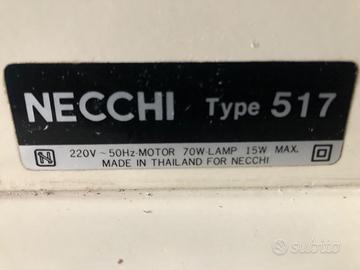 NECCHI Type 517
N 220V~50Hz-MOTOR 70W-LAMP 15W MAX.
MADE IN THAILAND FOR NECCHI
subito